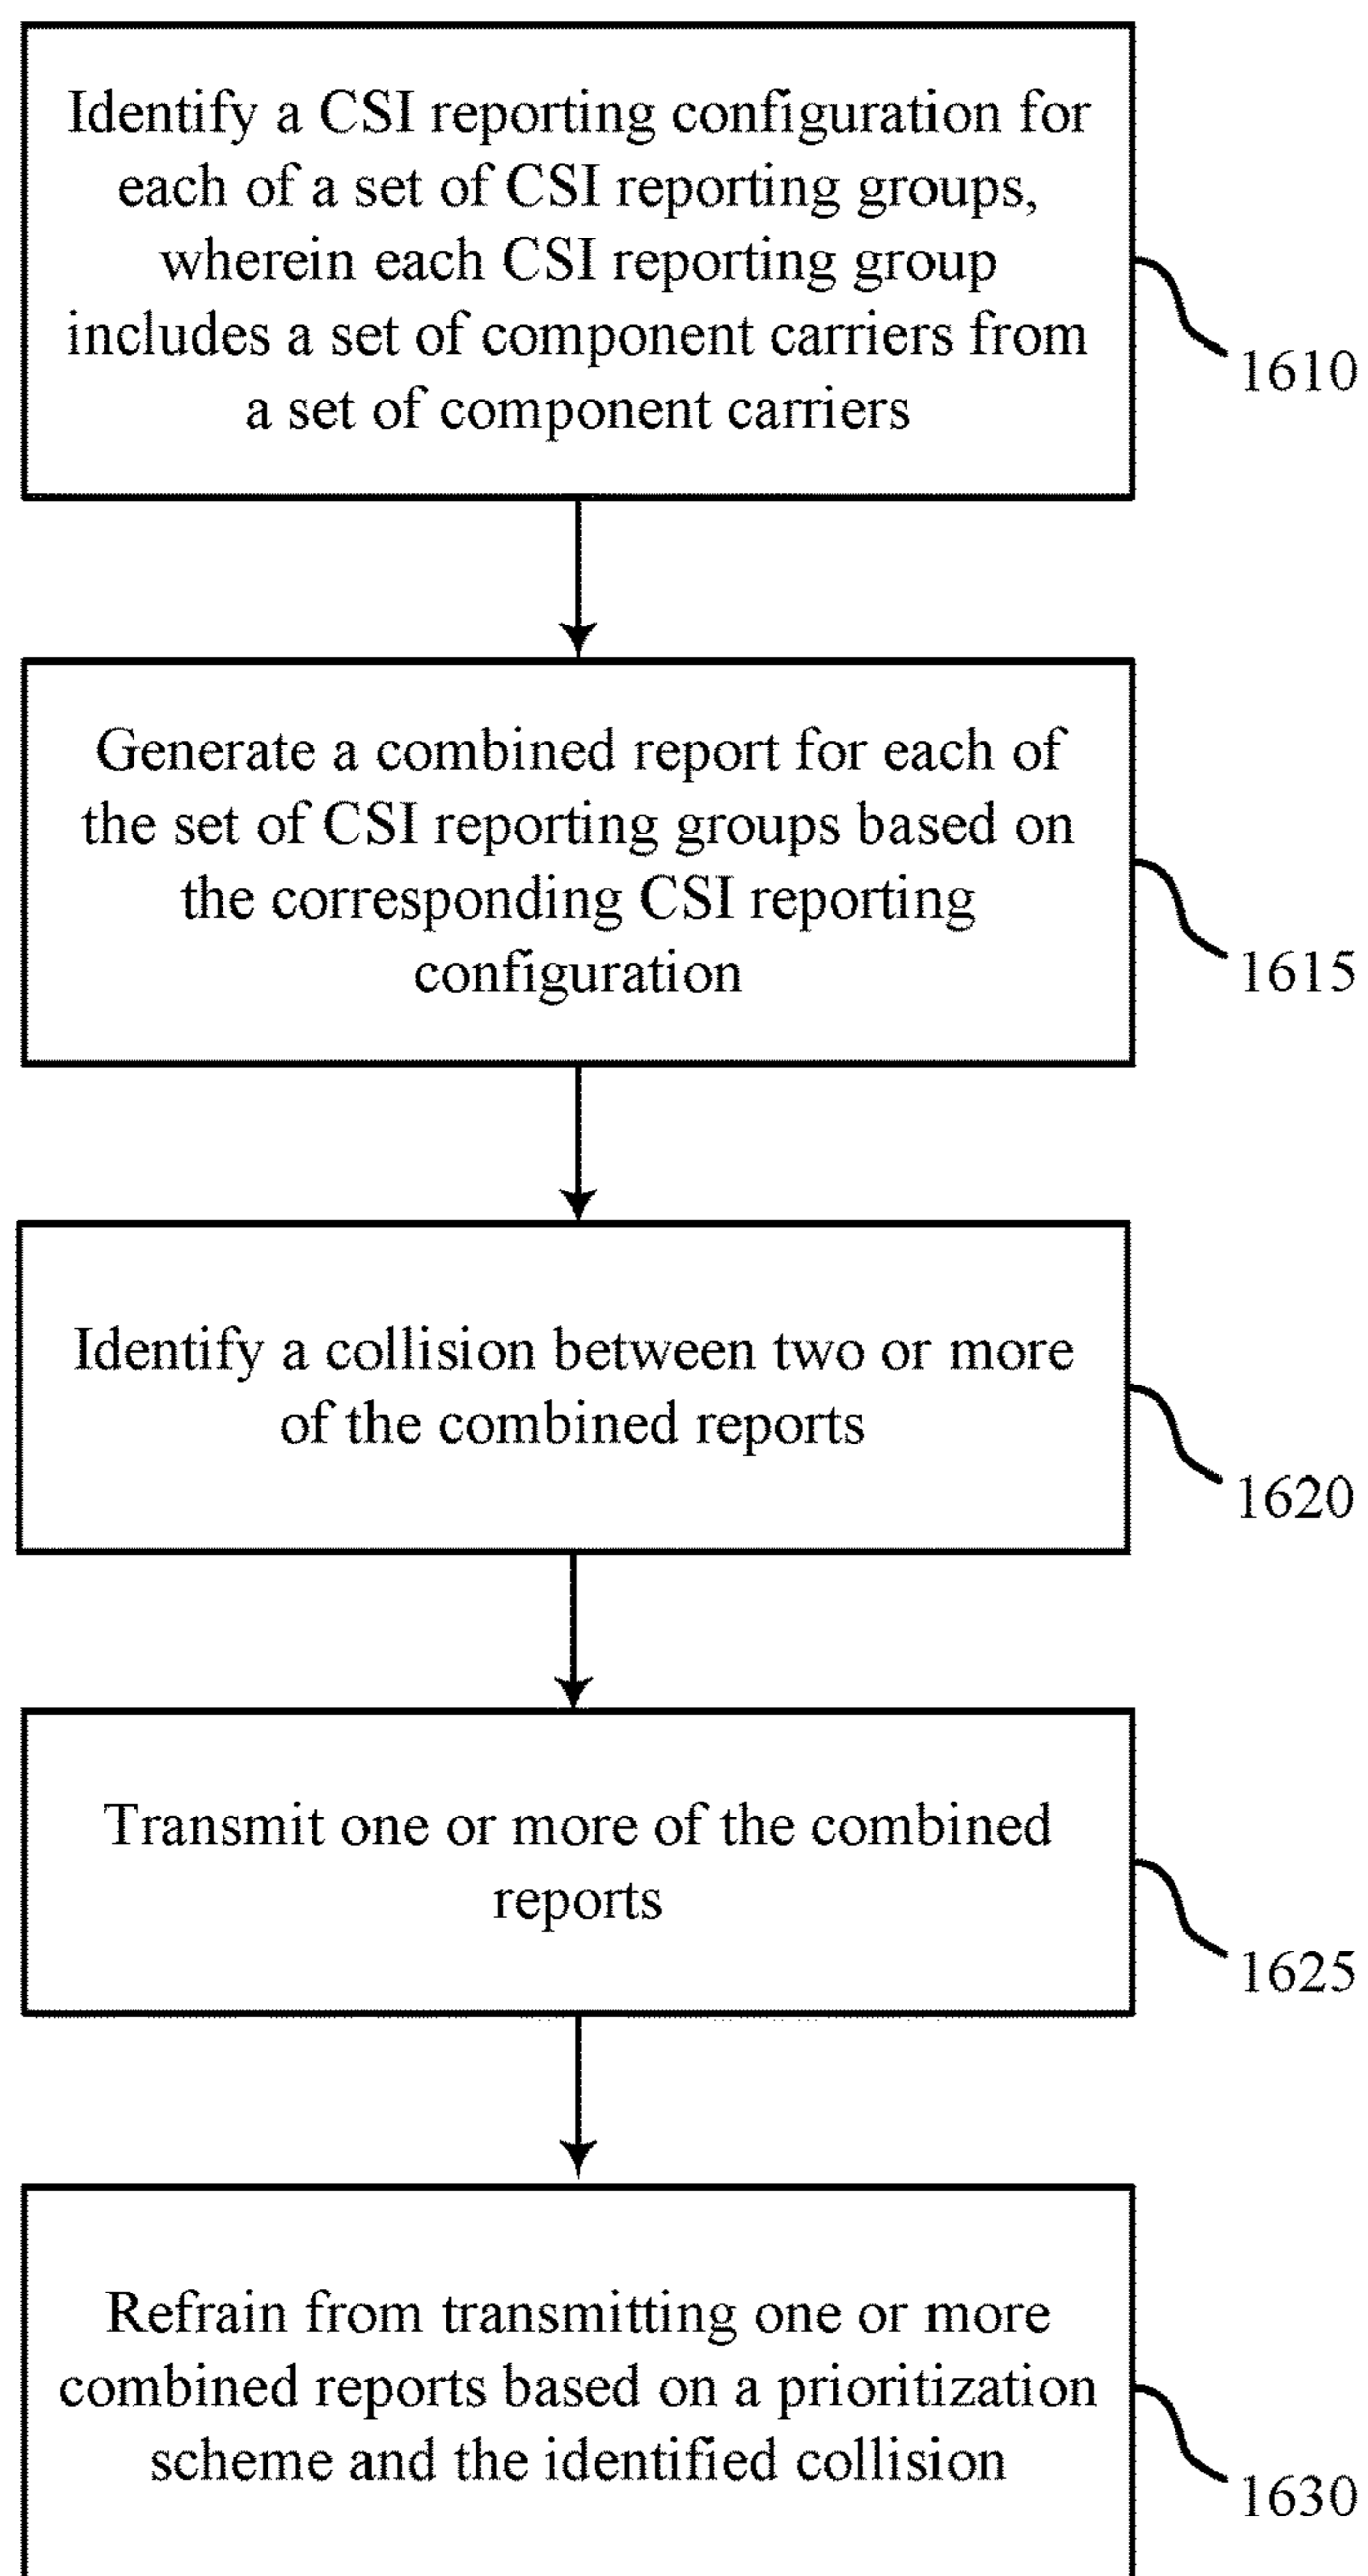 Identify a CSI reporting configuration for
each of a set of CSI reporting groups,
wherein each CSI reporting group
includes a set of component carriers from
a set of component carriers
1610
Generate a combined report for each of
the set of CSI reporting groups based on
the corresponding CSI reporting
configuration
1615
Identify a collision between two or more
of the combined reports
1620
Transmit one or more of the combined
reports
1625
Refrain from transmitting one or more
combined reports based on a prioritization
scheme and the identified collision
1630